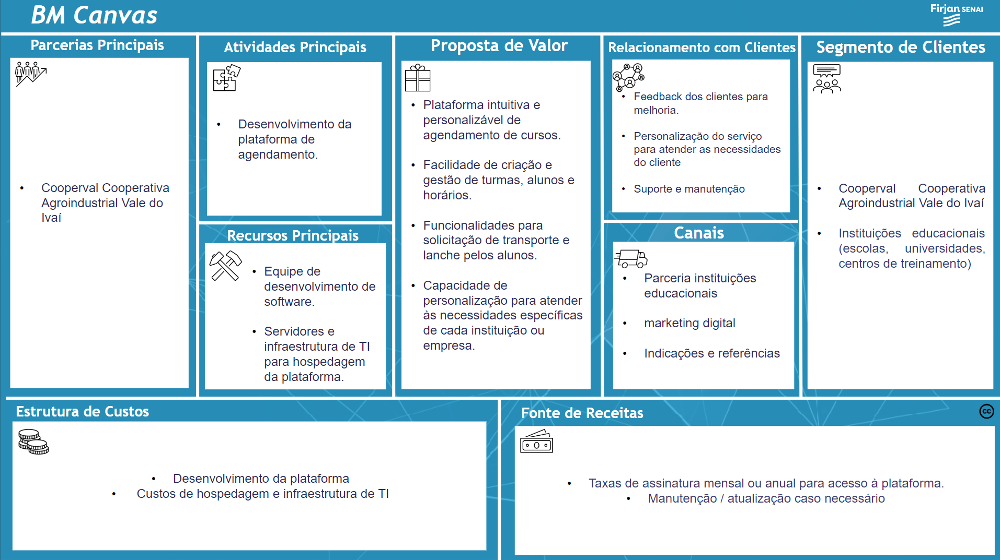 BM Canvas
Firjan SENAI
Parcerias Principais
• Cooperval Cooperativa
Agroindustrial Vale do
Ivaí
Atividades Principais
• Desenvolvimento da
plataforma de
agendamento.
Recursos Principais
• Equipe de
desenvolvimento de
software.
• Servidores e
infraestrutura de TI
para hospedagem
da plataforma.
Proposta de Valor
• Plataforma intuitiva e
personalizável de
agendamento de cursos.
• Facilidade de criação e
gestão de turmas, alunos e
horários.
• Funcionalidades para
solicitação de transporte e
lanche pelos alunos.
• Capacidade de
personalização para atender
às necessidades específicas
de cada instituição ou
empresa.
Relacionamento com Clientes
• Feedback dos clientes para
melhoria.
• Personalização do serviço
para atender as necessidades
do cliente
• Suporte e manutenção
Canais
• Parceria instituições
educacionais
• marketing digital
• Indicações e referências
Segmento de Clientes
• Cooperval Cooperativa
Agroindustrial Vale do Ivaí
• Instituições educacionais
(escolas, universidades,
centros de treinamento)
Estrutura de Custos
• Desenvolvimento da plataforma
• Custos de hospedagem e infraestrutura de TI
Fonte de Receitas
cc
• Taxas de assinatura mensal ou anual para acesso à plataforma.
• Manutenção / atualização caso necessário